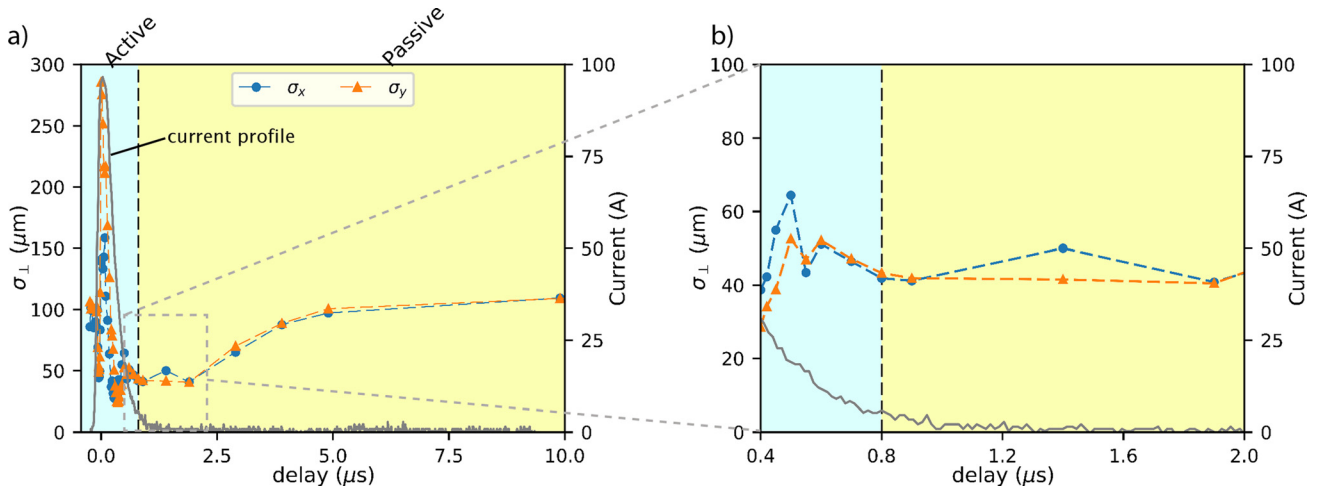 a)
Active
Passive
300
250
200
150
100
50
0
σ⊥ (μm)
σx
σy
current profile
100
75
50
25
0
Current (A)
0.0
2.5
5.0
7.5
10.0
delay (μs)
b)
100
80
60
40
20
0
σ⊥ (μm)
100
75
50
25
0
Current (A)
0.4
0.8
1.2
1.6
2.0
delay (μs)